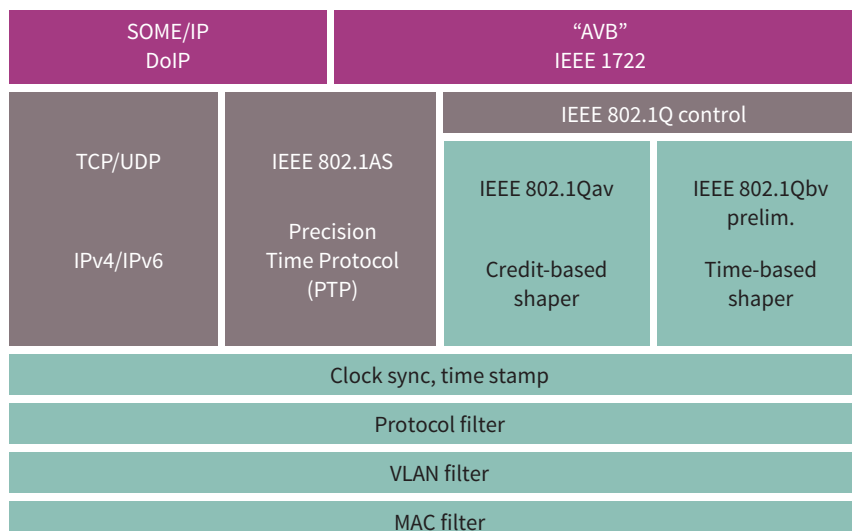 SOME/IP
DoIP
“AVB”
IEEE 1722
TCP/UDP
IPv4/IPv6
IEEE 802.1AS
Precision
Time Protocol
(PTP)
IEEE 802.1Q control
IEEE 802.1Qav
Credit-based
shaper
IEEE 802.1Qbv
prelim.
Time-based
shaper
Clock sync, time stamp
Protocol filter
VLAN filter
MAC filter